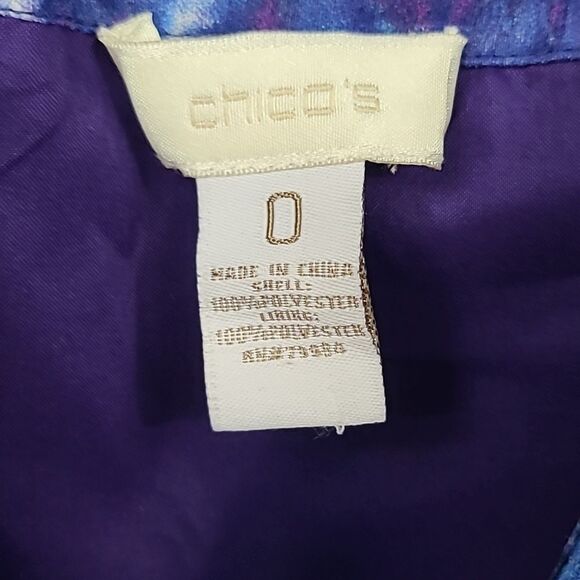 chico's
0
MADE IN CHINA
SHELL:
100%POLYESTER
LINING:
100%POLYESTER